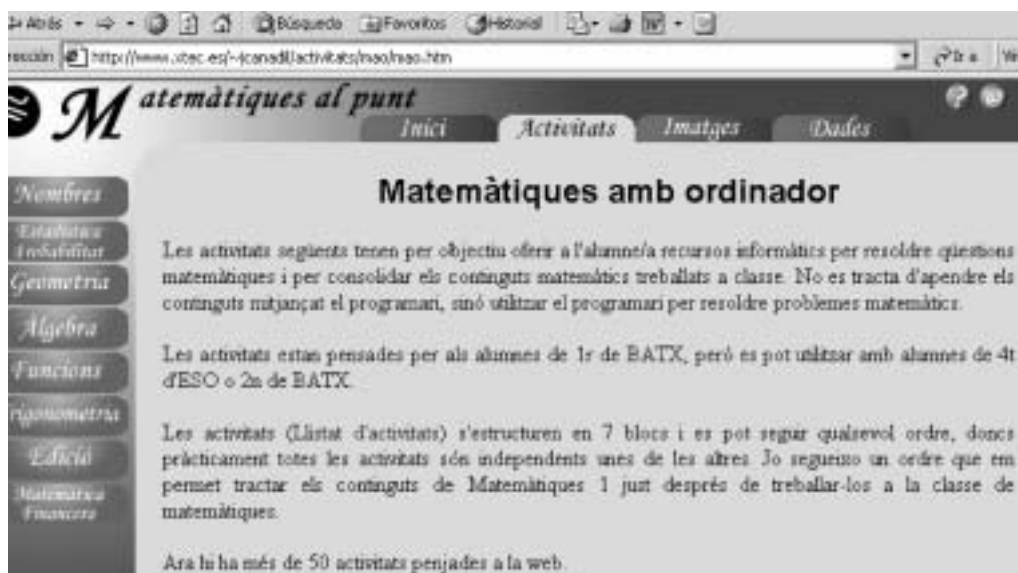 Atrás Búsqueda Favoritos Historial
http://www.xtec.es/~jcanadil/activitats/mao/mao.htm Ir a
Matemàtiques al punt
Inici Activitats Imatges Dades
Nombres
Estadística
Probabilitat
Geometria
Àlgebra
Funcions
Trigonometria
Edició
Matemàtica
Financera
Matemàtiques amb ordinador
Les activitats següents tenen per objectiu oferir a l'alumne/a recursos informàtics per resoldre qüestions
matemàtiques i per consolidar els continguts matemàtics treballats a classe. No es tracta d'apendre els
continguts mitjançat el programari, sinó utilitzar el programari per resoldre problemes matemàtics.
Les activitats estan pensades per als alumnes de 1r de BATX, però es pot utilitzar amb alumnes de 4t
d'ESO o 2n de BATX.
Les activitats (Llistat d'activitats) s'estructuren en 7 blocs i es pot seguir qualsevol ordre, doncs
pràcticament totes les activitats són independents unes de les altres. Jo segueixo un ordre que em
permet tractar els continguts de Matemàtiques 1 just després de treballar-los a la classe de
matemàtiques.
Ara hi ha més de 50 activitats penjades a la web.